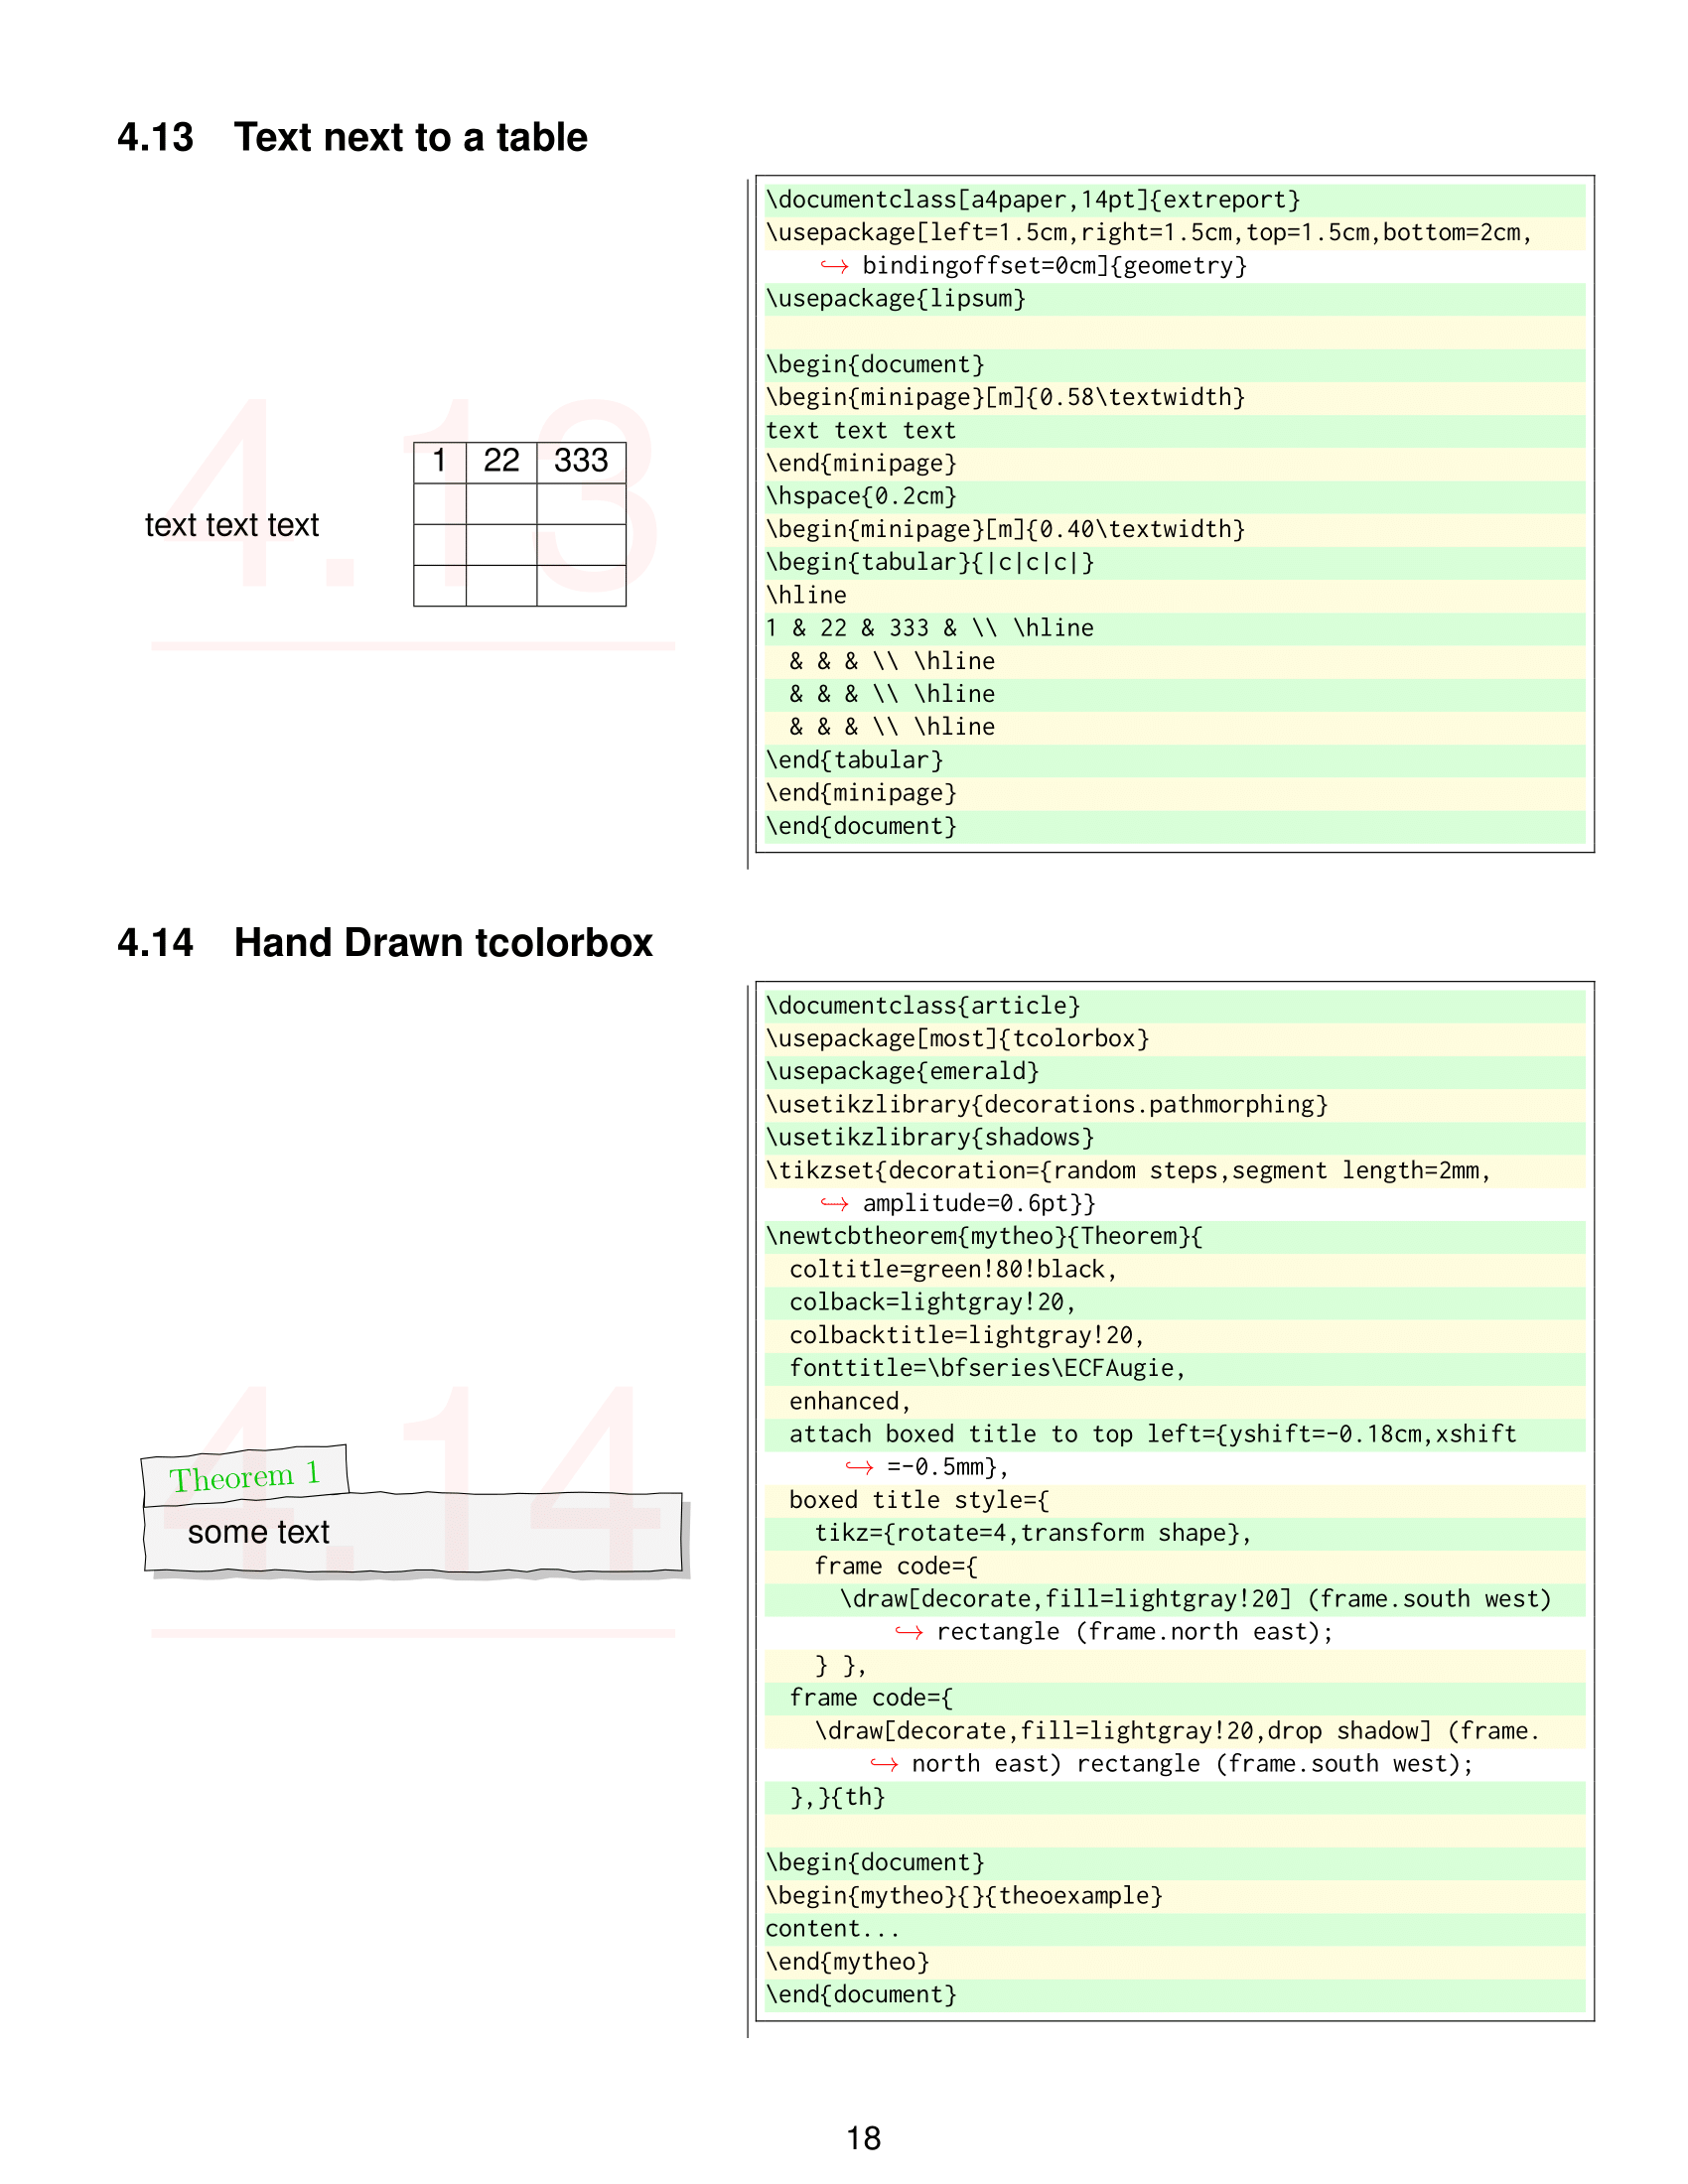 4.13 Text next to a table
4.13
1 22 333
text text text
\documentclass[a4paper,14pt]{extreport}
\usepackage[left=1.5cm,right=1.5cm,top=1.5cm,bottom=2cm,
↪ bindingoffset=0cm]{geometry}
\usepackage{lipsum}
\begin{document}
\begin{minipage}[m]{0.58\textwidth}
text text text
\end{minipage}
\hspace{0.2cm}
\begin{minipage}[m]{0.40\textwidth}
\begin{tabular}{|c|c|c|}
\hline
1 & 22 & 333 & \\ \hline
& & & \\ \hline
& & & \\ \hline
& & & \\ \hline
\end{tabular}
\end{minipage}
\end{document}
4.14 Hand Drawn tcolorbox
4.14
Theorem 1
some text
\documentclass{article}
\usepackage[most]{tcolorbox}
\usepackage{emerald}
\usetikzlibrary{decorations.pathmorphing}
\usetikzlibrary{shadows}
\tikzset{decoration={random steps,segment length=2mm,
↪ amplitude=0.6pt}}
\newtcbtheorem{mytheo}{Theorem}{
coltitle=green!80!black,
colback=lightgray!20,
colbacktitle=lightgray!20,
fonttitle=\bfseries\ECFAugie,
enhanced,
attach boxed title to top left={yshift=-0.18cm,xshift
↪ =-0.5mm},
boxed title style={
tikz={rotate=4,transform shape},
frame code={
\draw[decorate,fill=lightgray!20] (frame.south west)
↪ rectangle (frame.north east);
} },
frame code={
\draw[decorate,fill=lightgray!20,drop shadow] (frame.
↪ north east) rectangle (frame.south west);
},}{th}
\begin{document}
\begin{mytheo}{}{theoexample}
content...
\end{mytheo}
\end{document}
18